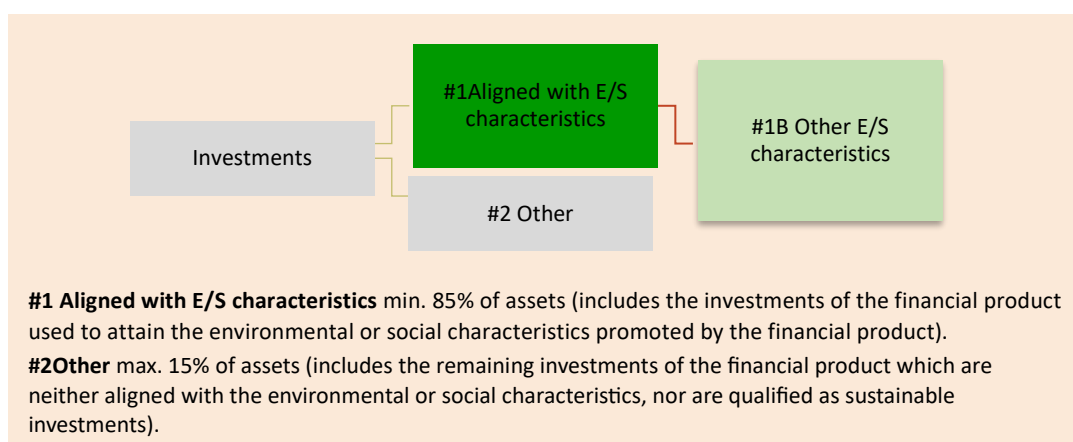 #1Aligned with E/S
characteristics
#1B Other E/S
characteristics
Investments
#2 Other
#1 Aligned with E/S characteristics min. 85% of assets (includes the investments of the financial product
used to attain the environmental or social characteristics promoted by the financial product).
#2Other max. 15% of assets (includes the remaining investments of the financial product which are
neither aligned with the environmental or social characteristics, nor are qualified as sustainable
investments).